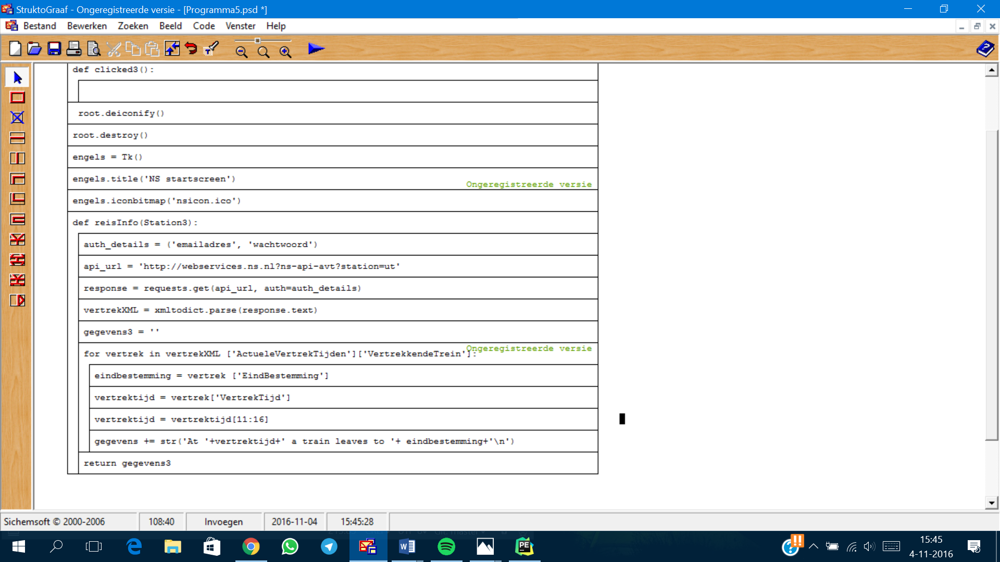 StruktoGraaf - Ongeregistreerde versie - [Programma5.psd *]
Bestand Bewerken Zoeken Beeld Code Venster Help
def clicked3():
root.deiconify()
root.destroy()
engels = Tk()
engels.title('NS startscreen')
Ongeregistreerde versie
engels.iconbitmap('nsicon.ico')
def reisInfo(Station3):
auth_details = ('emailadres', 'wachtwoord')
api_url = 'http://webservices.ns.nl?ns-api-avt?station=ut'
response = requests.get(api_url, auth=auth_details)
vertrekXML = xmltodict.parse(response.text)
gegevens3 = ''
Ongeregistreerde versie
for vertrek in vertrekXML ['ActueleVertrekTijden']['VertrekkendeTrein']:
eindbestemming = vertrek ['EindBestemming']
vertrektijd = vertrek['VertrekTijd']
vertrektijd = vertrektijd[11:16]
gegevens += str('At '+vertrektijd+' a train leaves to '+ eindbestemming+'\n')
return gegevens3
Sichemsoft © 2000-2006 108:40 Invoegen 2016-11-04 15:45:28
PE
15:45
4-11-2016